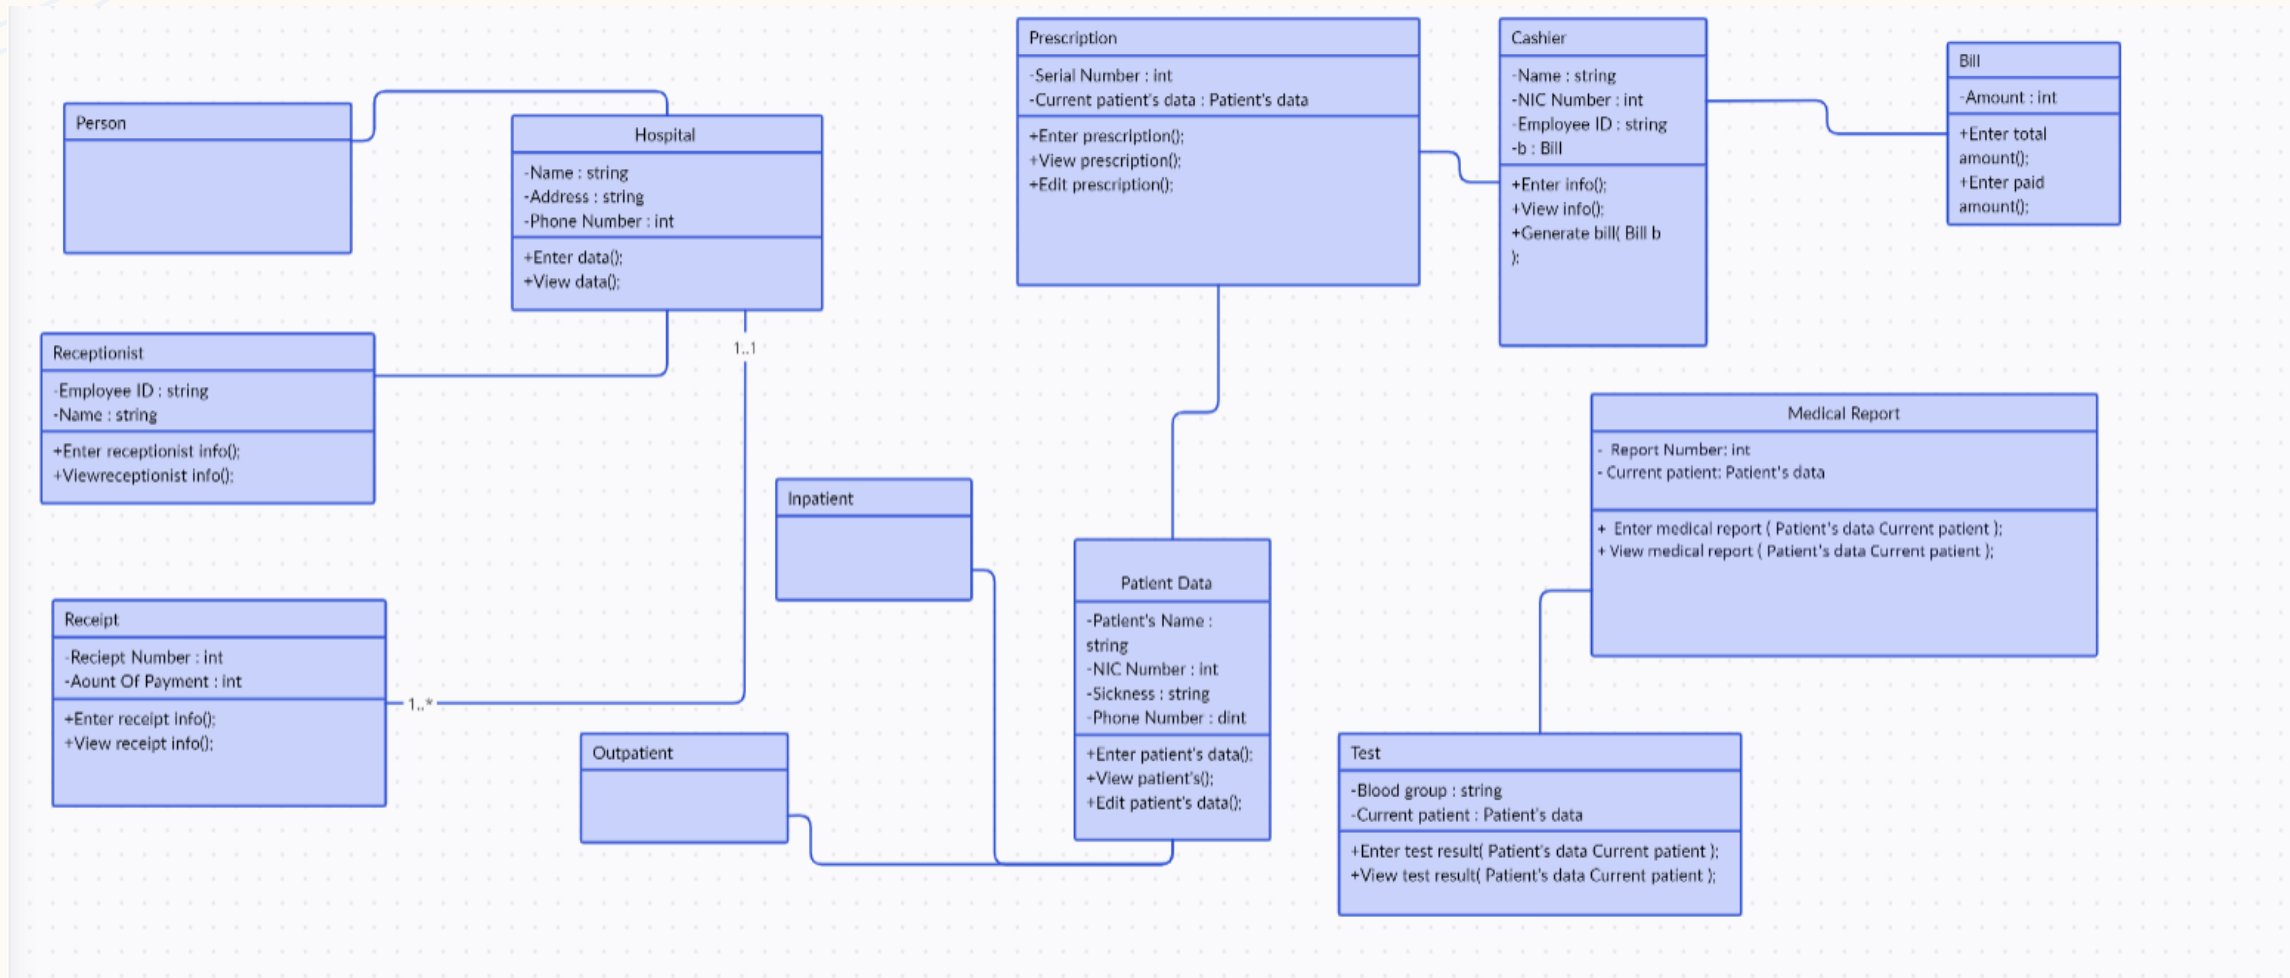 Person
Hospital
-Name : string
-Address : string
-Phone Number : int
+Enter data();
+View data();
Prescription
-Serial Number : int
-Current patient's data : Patient's data
+Enter prescription();
+View prescription();
+Edit prescription();
Cashier
-Name : string
-NIC Number : int
-Employee ID : string
-b : Bill
+Enter info();
+View info();
+Generate bill( Bill b
);
Bill
-Amount : int
+Enter total
amount();
+Enter paid
amount();
Receptionist
-Employee ID : string
-Name : string
+Enter receptionist info();
+Viewreceptionist info();
1..1
Medical Report
- Report Number: int
- Current patient: Patient's data
+ Enter medical report ( Patient's data Current patient );
+ View medical report ( Patient's data Current patient );
Inpatient
Patient Data
-Patient's Name :
string
-NIC Number : int
-Sickness : string
-Phone Number : dint
+Enter patient's data();
+View patient's();
+Edit patient's data();
Receipt
-Reciept Number : int
-Aount Of Payment : int
+Enter receipt info();
+View receipt info();
1..*
Outpatient
Test
-Blood group : string
-Current patient : Patient's data
+Enter test result( Patient's data Current patient );
+View test result( Patient's data Current patient );